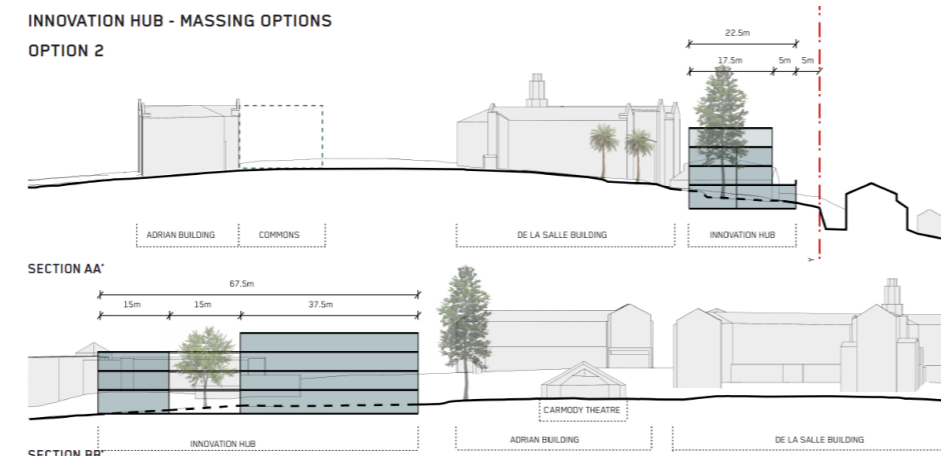 INNOVATION HUB - MASSING OPTIONS
OPTION 2
22.5m
17.5m 5m 5m
ADRIAN BUILDING COMMONS DE LA SALLE BUILDING INNOVATION HUB
SECTION AA'
67.5m
15m 15m 37.5m
CARMODY THEATRE
INNOVATION HUB ADRIAN BUILDING DE LA SALLE BUILDING
SECTION BB'